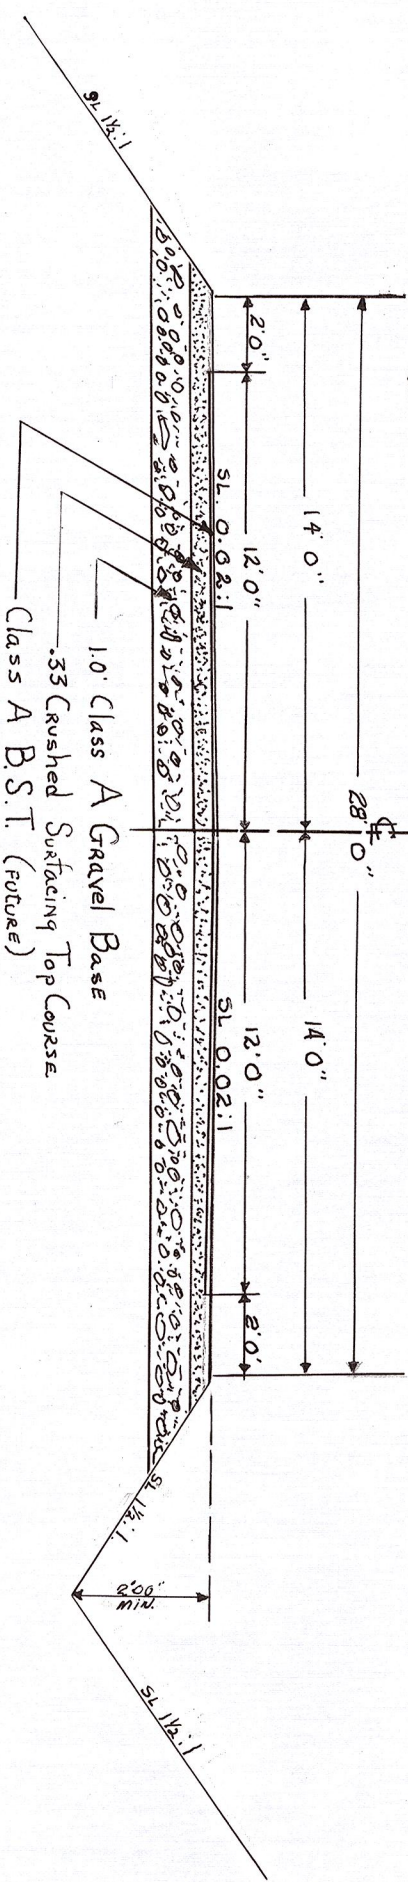 ℄
28'0"
14'0"
14'0"
2'0"
12'0"
12'0"
2'0'
SL 1½:1
SL. 0.02:1
SL 0.02:1
SL 1½:1.
2'00"
MIN.
SL 1½:1
1.0' Class A Gravel Base
.33 Crushed Surfacing Top Course
Class A B.S.T. (FUTURE)